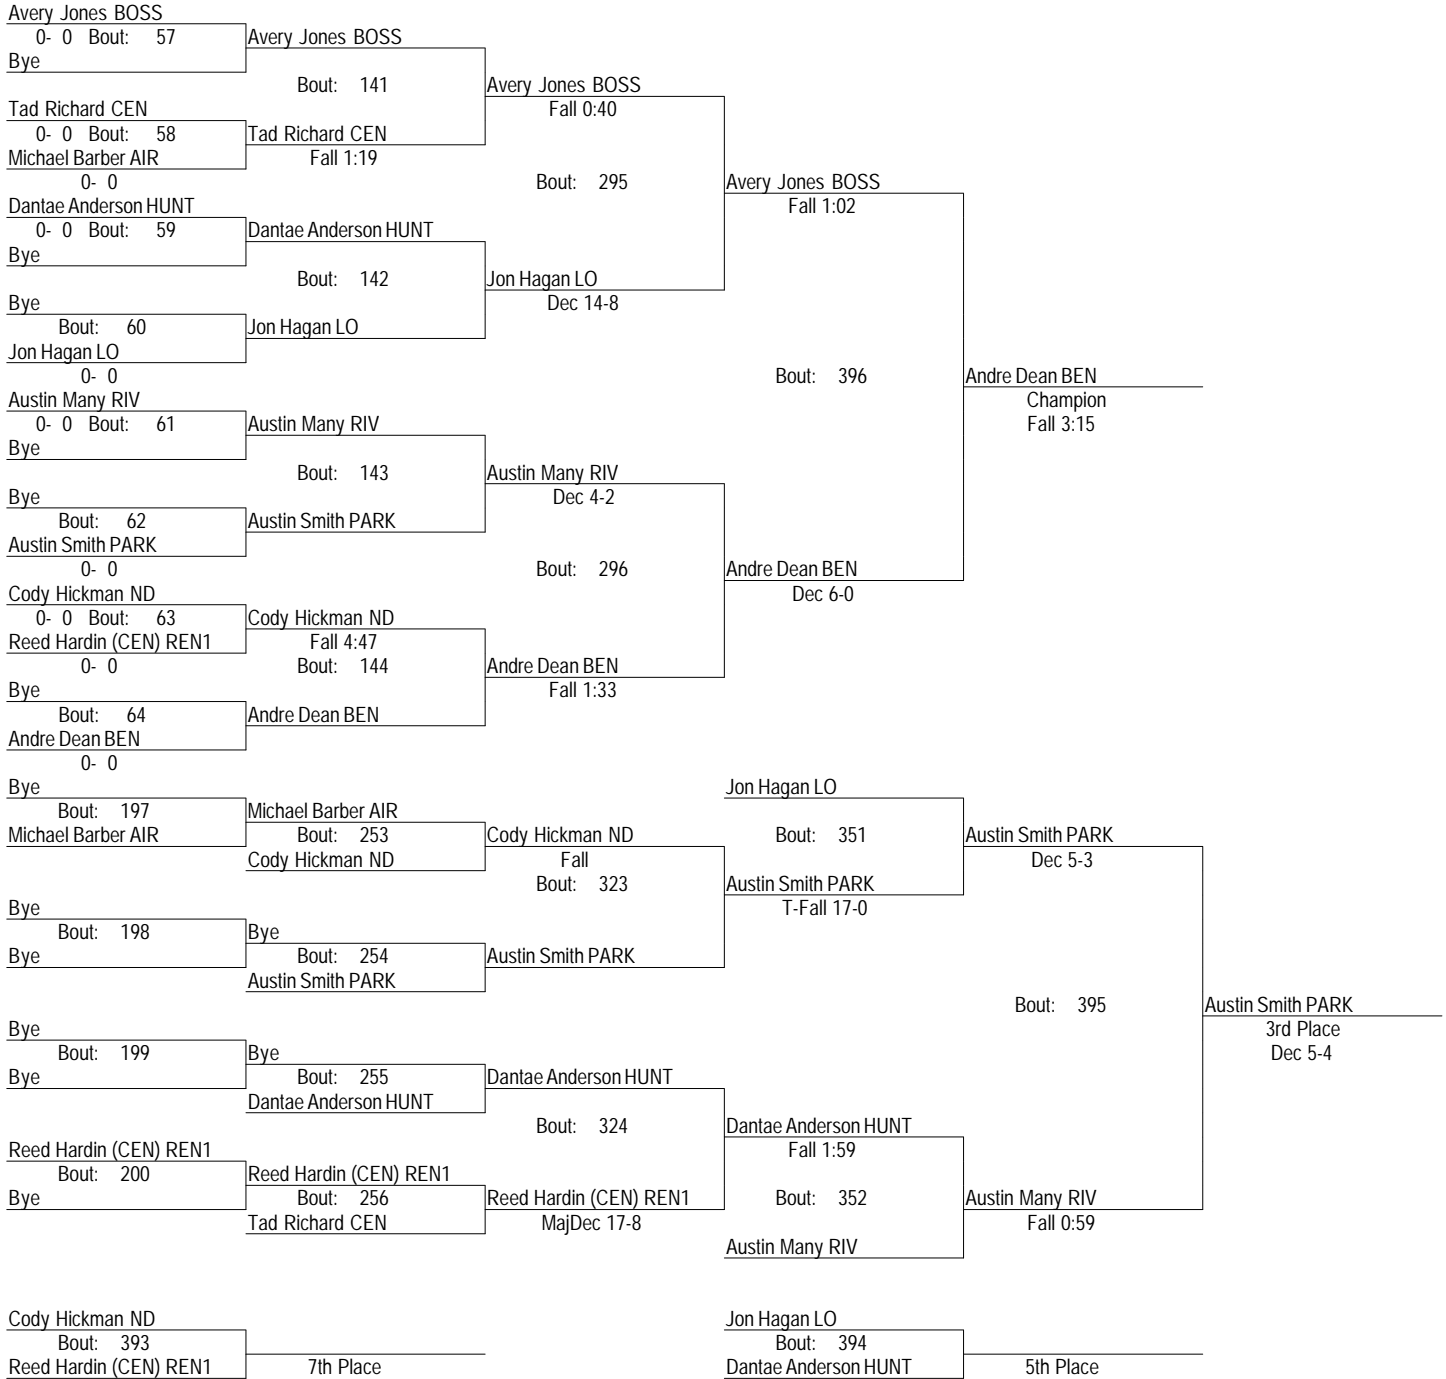 Avery Jones BOSS
0- 0 Bout: 57 Avery Jones BOSS
Bye
Bout: 141 Avery Jones BOSS
Tad Richard CEN Fall 0:40
0- 0 Bout: 58 Tad Richard CEN
Michael Barber AIR Fall 1:19
0- 0 Bout: 295 Avery Jones BOSS
Dantae Anderson HUNT Fall 1:02
0- 0 Bout: 59 Dantae Anderson HUNT
Bye
Bout: 142 Jon Hagan LO
Bye Dec 14-8
Bout: 60 Jon Hagan LO
Jon Hagan LO
0- 0 Bout: 396 Andre Dean BEN
Austin Many RIV Champion
0- 0 Bout: 61 Austin Many RIV Fall 3:15
Bye
Bout: 143 Austin Many RIV
Bye Dec 4-2
Bout: 62 Austin Smith PARK
Austin Smith PARK
0- 0 Bout: 296 Andre Dean BEN
Cody Hickman ND Dec 6-0
0- 0 Bout: 63 Cody Hickman ND
Reed Hardin (CEN) REN1 Fall 4:47
0- 0 Bout: 144 Andre Dean BEN
Bye Fall 1:33
Bout: 64 Andre Dean BEN
Andre Dean BEN
0- 0
Bye Jon Hagan LO
Bout: 197 Michael Barber AIR
Michael Barber AIR Bout: 253 Cody Hickman ND Bout: 351 Austin Smith PARK
Cody Hickman ND Fall Dec 5-3
Bout: 323 Austin Smith PARK
Bye T-Fall 17-0
Bout: 198 Bye
Bye Bout: 254 Austin Smith PARK
Austin Smith PARK
Bout: 395 Austin Smith PARK
Bye 3rd Place
Bout: 199 Bye Dec 5-4
Bye Bout: 255 Dantae Anderson HUNT
Dantae Anderson HUNT
Bout: 324 Dantae Anderson HUNT
Reed Hardin (CEN) REN1 Fall 1:59
Bout: 200 Reed Hardin (CEN) REN1
Bye Bout: 256 Reed Hardin (CEN) REN1 Bout: 352 Austin Many RIV
Tad Richard CEN MajDec 17-8 Fall 0:59
Austin Many RIV
Cody Hickman ND Jon Hagan LO
Bout: 393 Bout: 394
Reed Hardin (CEN) REN1 7th Place Dantae Anderson HUNT 5th Place